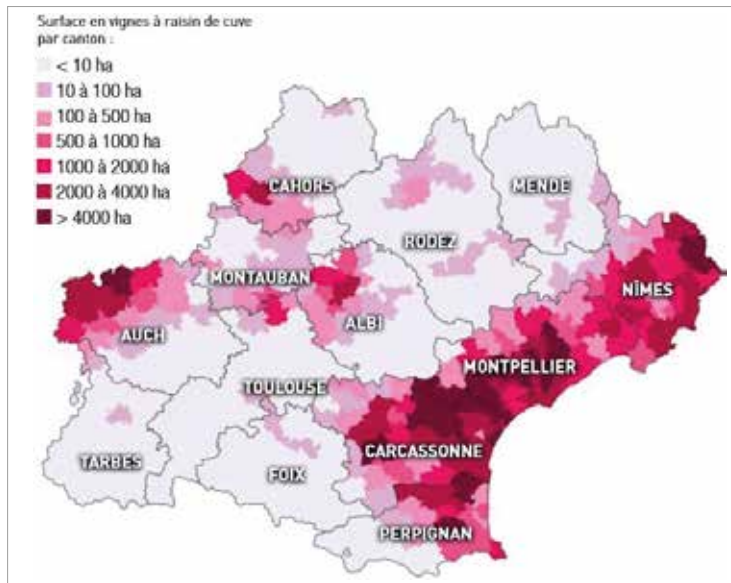 Surface en vignes à raisin de cuve
par canton :
< 10 ha
10 à 100 ha
100 à 500 ha
500 à 1000 ha
1000 à 2000 ha
2000 à 4000 ha
> 4000 ha
CAHORS
MENDE
RODEZ
MONTAUBAN
NÎMES
ALBI
AUCH
MONTPELLIER
TOULOUSE
CARCASSONNE
TARBES
FOIX
PERPIGNAN